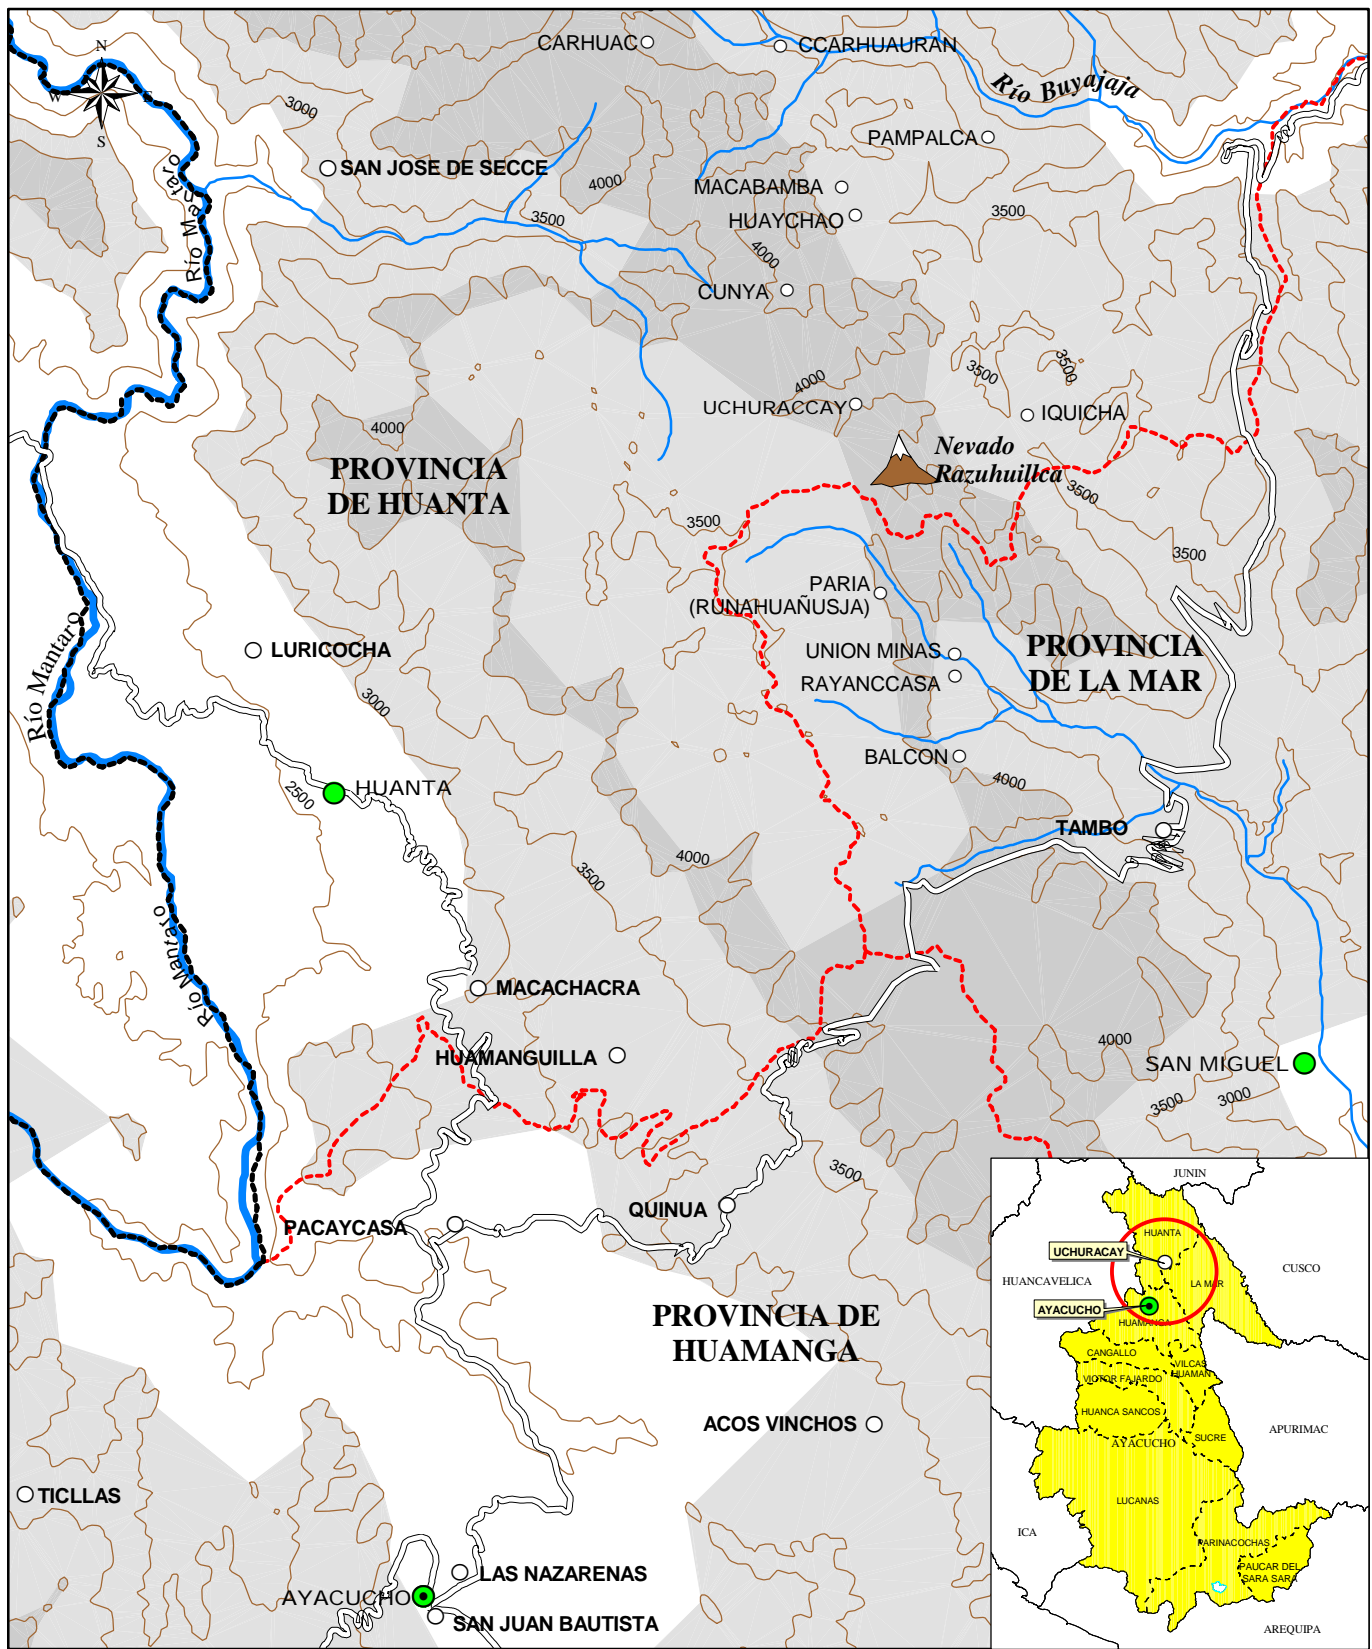 CARHUAC
CCARHUAURAN
N
W
E
S
3000
Río Buyajaja
PAMPALCA
SAN JOSE DE SECCE
4000
MACABAMBA
HUAYCHAO
3500
3500
Río Mantaro
4000
CUNYA
3500
3500
4000
UCHURACCAY
IQUICHA
4000
PROVINCIA
DE HUANTA
Nevado
Razuhuillca
3500
3500
3500
PARIA
(RUNAHUAÑUSJA)
Río Mantaro
LURICOCHA
UNION MINAS
RAYANCCASA
PROVINCIA
DE LA MAR
3000
BALCON
4000
HUANTA
2500
TAMBO
4000
3500
Río Mantaro
MACACHACRA
HUAMANGUILLA
4000
SAN MIGUEL
3500
3000
3500
QUINUA
PACAYCASA
PROVINCIA DE
HUAMANGA
ACOS VINCHOS
TICLLAS
LAS NAZARENAS
AYACUCHO
SAN JUAN BAUTISTA
JUNIN
HUANTA
UCHURACAY
CUSCO
HUANCAVELICA
LA MAR
AYACUCHO
HUAMANGA
CANGALLO
VILCAS
HUAMAN
VICTOR FAJARDO
HUANCA SANCOS
SUCRE
APURIMAC
AYACUCHO
LUCANAS
ICA
PARINACOCHAS
PAUCAR DEL
SARA SARA
AREQUIPA